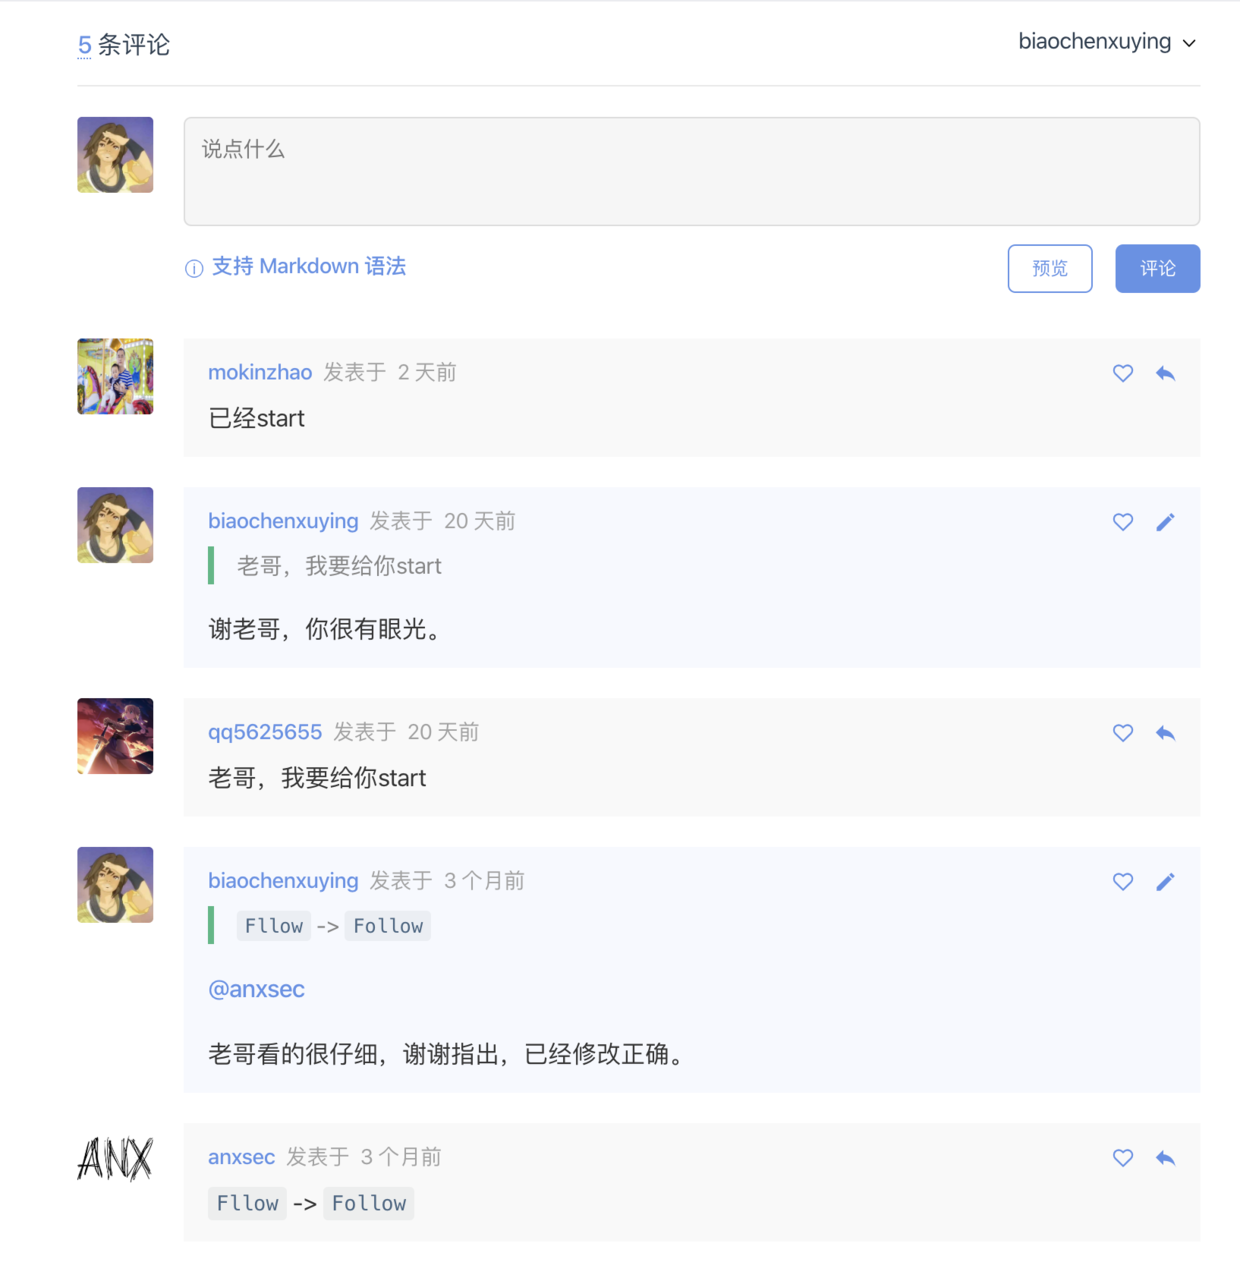 5 条评论
biaochenxuying
说点什么
支持 Markdown 语法
预览
评论
mokinzhao 发表于 2 天前
已经start
biaochenxuying 发表于 20 天前
老哥，我要给你start
谢老哥，你很有眼光。
qq5625655 发表于 20 天前
老哥，我要给你start
biaochenxuying 发表于 3 个月前
Fllow -> Follow
@anxsec
老哥看的很仔细，谢谢指出，已经修改正确。
ANX
anxsec 发表于 3 个月前
Fllow -> Follow